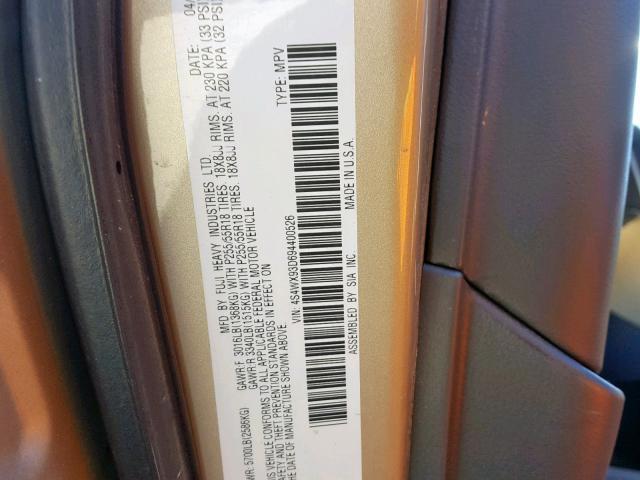 MFD BY FUJI HEAVY INDUSTRIES LTD. DATE: 04/
WR: 5700LB(2586KG) GAWR:F 3016LB(1368KG) WITH P255/55R18 TIRES. 18X8JJ RIMS. AT 230 KPA (33 PSI
GAWR:R 3340LB(1515KG) WITH P255/55R18 TIRES. 18X8JJ RIMS. AT 220 KPA (32 PSI
IS VEHICLE CONFORMS TO ALL APPLICABLE FEDERAL MOTOR VEHICLE
AND THEFT PREVENTION STANDARDS IN EFFECT ON
HE DATE OF MANUFACTURE SHOWN ABOVE
VIN: 4S4WX93D694400526 TYPE: MPV
ASSEMBLED BY SIA INC. MADE IN U.S.A.